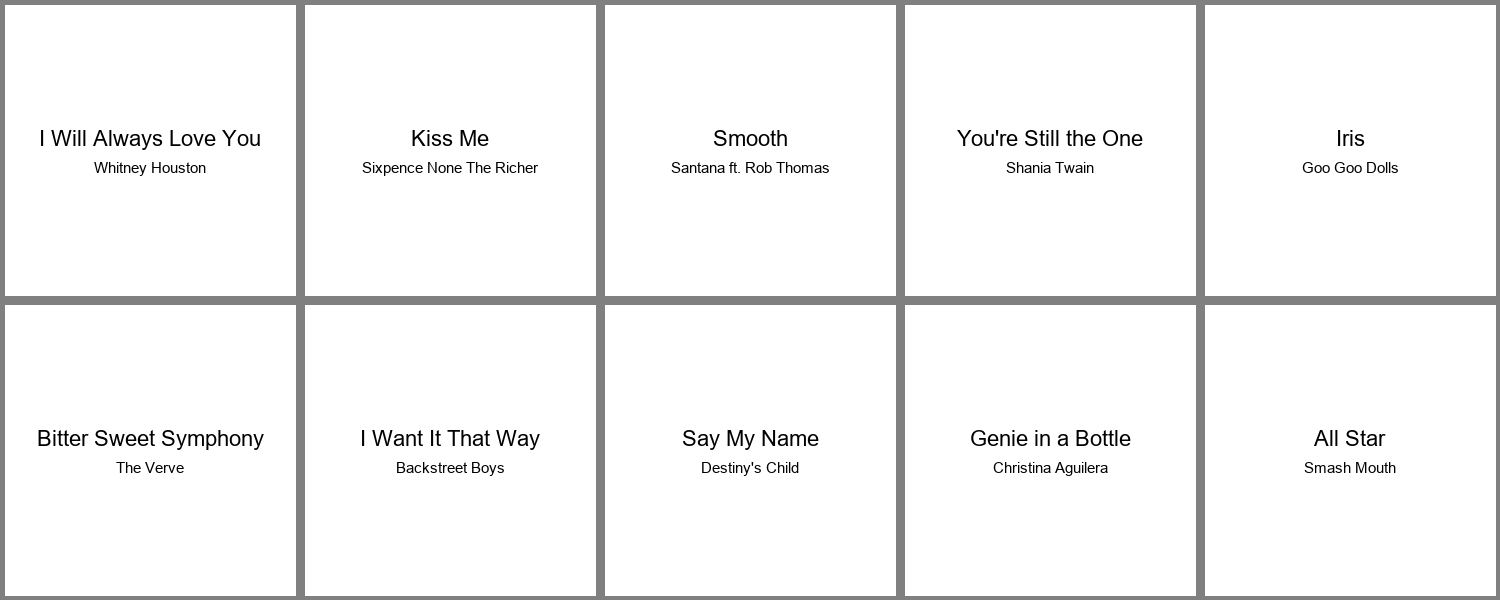 I Will Always Love You
Whitney Houston
Kiss Me
Sixpence None The Richer
Smooth
Santana ft. Rob Thomas
You're Still the One
Shania Twain
Iris
Goo Goo Dolls
Bitter Sweet Symphony
The Verve
I Want It That Way
Backstreet Boys
Say My Name
Destiny's Child
Genie in a Bottle
Christina Aguilera
All Star
Smash Mouth